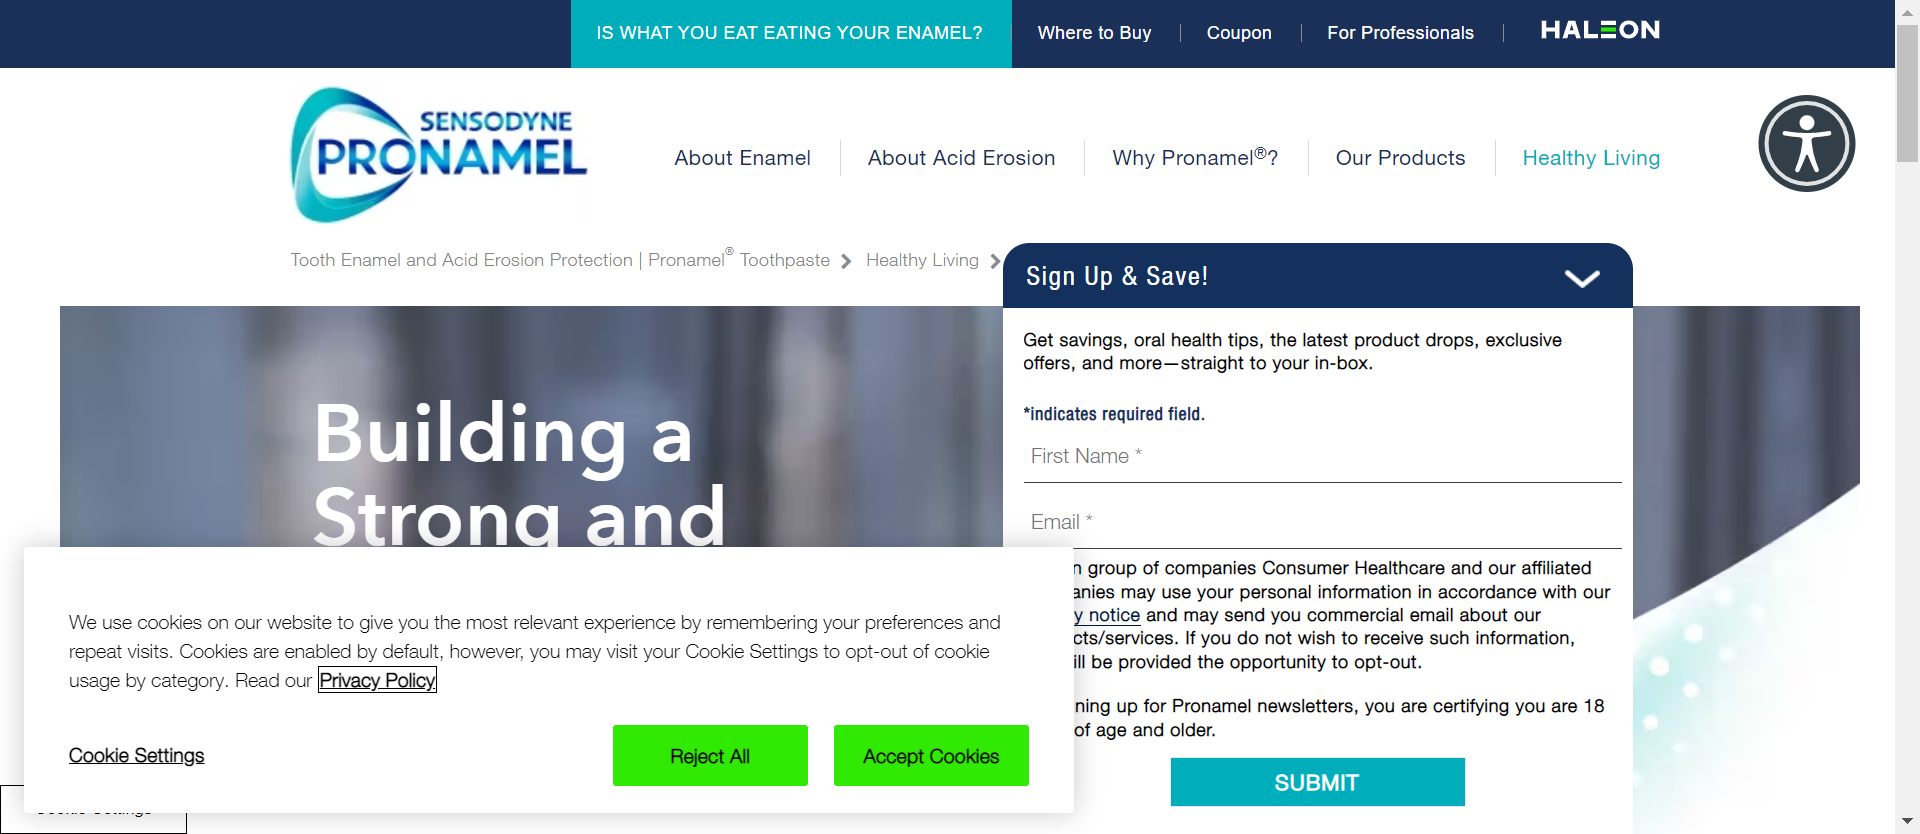 IS WHAT YOU EAT EATING YOUR ENAMEL?
Where to Buy
Coupon
For Professionals
HALEON
SENSODYNE
PRONAMEL
About Enamel
About Acid Erosion
Why Pronamel®?
Our Products
Healthy Living
Tooth Enamel and Acid Erosion Protection | Pronamel® Toothpaste
Healthy Living
Sign Up & Save!
Get savings, oral health tips, the latest product drops, exclusive
offers, and more—straight to your in-box.
*indicates required field.
First Name *
Email *
n group of companies Consumer Healthcare and our affiliated
anies may use your personal information in accordance with our
y notice and may send you commercial email about our
cts/services. If you do not wish to receive such information,
ill be provided the opportunity to opt-out.
ning up for Pronamel newsletters, you are certifying you are 18
of age and older.
SUBMIT
Building a
Strong and
We use cookies on our website to give you the most relevant experience by remembering your preferences and
repeat visits. Cookies are enabled by default, however, you may visit your Cookie Settings to opt-out of cookie
usage by category. Read our Privacy Policy
Cookie Settings
Reject All
Accept Cookies